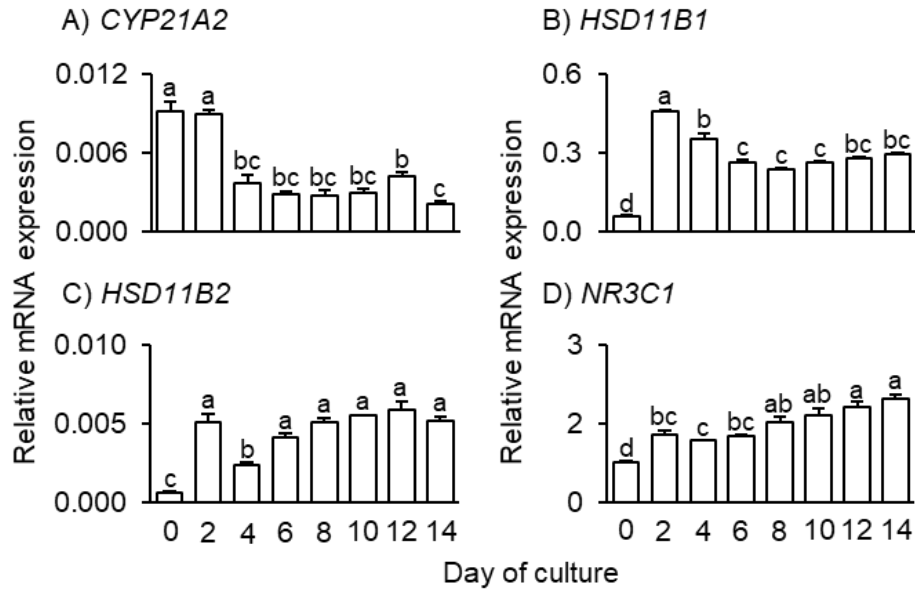 A) CYP21A2
B) HSD11B1
Relative mRNA expression
0.012
0.006
0.000
a a bc bc bc bc b c
Relative mRNA expression
0.6
0.3
0.0
d a b c c c bc bc
C) HSD11B2
D) NR3C1
0.010
0.005
0.000
c a b a a a a a
3
2
0
d bc c bc ab ab a a
0 2 4 6 8 10 12 14
0 2 4 6 8 10 12 14
Day of culture